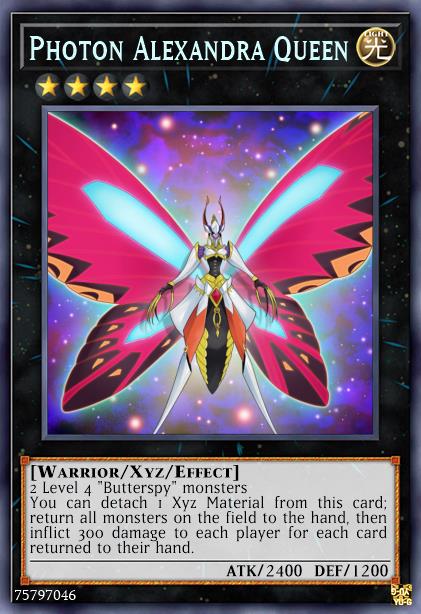 PHOTON ALEXANDRA QUEEN
LIGHT
光
[WARRIOR/XYZ/EFFECT]
2 Level 4 "Butterspy" monsters
You can detach 1 Xyz Material from this card;
return all monsters on the field to the hand, then
inflict 300 damage to each player for each card
returned to their hand.
ATK/2400 DEF/1200
75797046